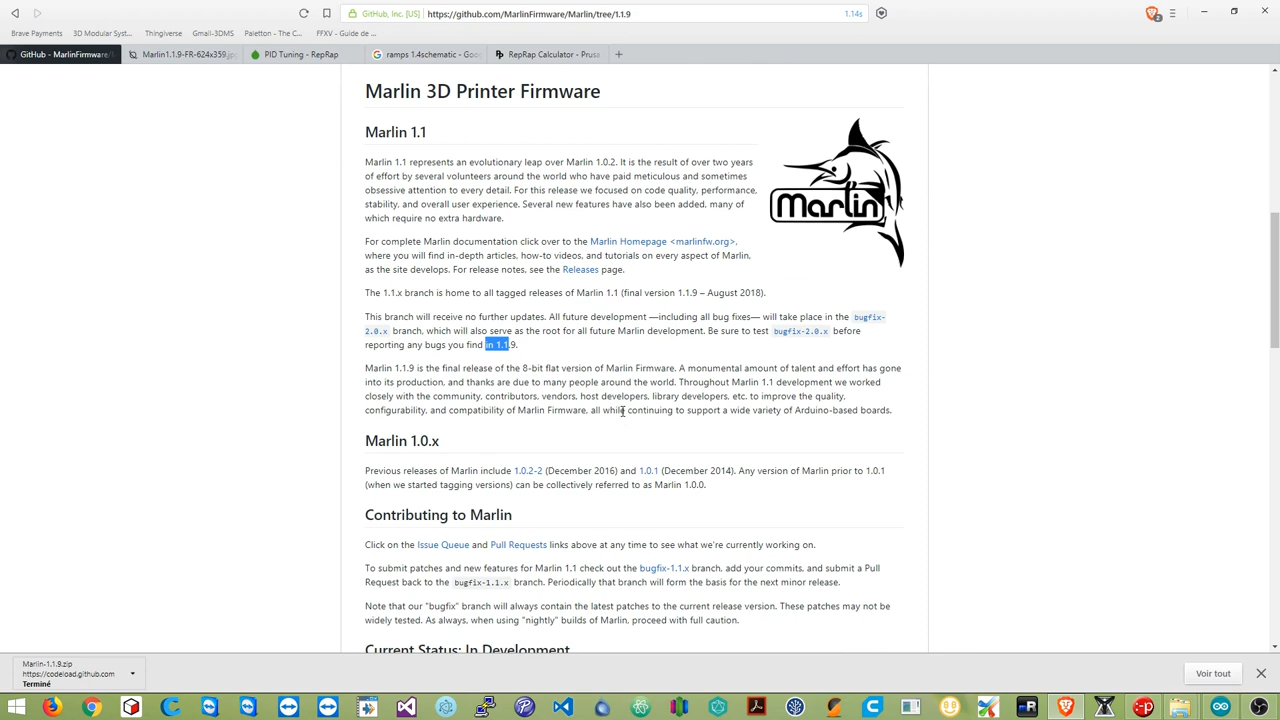 GitHub, Inc. [US]
https://github.com/MarlinFirmware/Marlin/tree/1.1.9
1.14s
2
Brave Payments
3D Modular Syst...
Thingiverse
Gmail-3DMS
Paletton - The C...
FFXV - Guide de ...
GitHub - MarlinFirmware/
Marlin1.1.9-FR-624x359.jp
PID Tuning - RepRap
ramps 1.4schematic - Goo
RepRap Calculator - Prusa
Marlin 3D Printer Firmware
Marlin 1.1
Marlin 1.1 represents an evolutionary leap over Marlin 1.0.2. It is the result of over two years
of effort by several volunteers around the world who have paid meticulous and sometimes
obsessive attention to every detail. For this release we focused on code quality, performance,
stability, and overall user experience. Several new features have also been added, many of
which require no extra hardware.
Marlin
For complete Marlin documentation click over to the Marlin Homepage <marlinfw.org>,
where you will find in-depth articles, how-to videos, and tutorials on every aspect of Marlin,
as the site develops. For release notes, see the Releases page.
The 1.1.x branch is home to all tagged releases of Marlin 1.1 (final version 1.1.9 – August 2018).
This branch will receive no further updates. All future development —including all bug fixes— will take place in the bugfix-
2.0.x branch, which will also serve as the root for all future Marlin development. Be sure to test bugfix-2.0.x before
reporting any bugs you find in 1.1.9.
Marlin 1.1.9 is the final release of the 8-bit flat version of Marlin Firmware. A monumental amount of talent and effort has gone
into its production, and thanks are due to many people around the world. Throughout Marlin 1.1 development we worked
closely with the community, contributors, vendors, host developers, library developers, etc. to improve the quality,
configurability, and compatibility of Marlin Firmware, all while continuing to support a wide variety of Arduino-based boards.
Marlin 1.0.x
Previous releases of Marlin include 1.0.2-2 (December 2016) and 1.0.1 (December 2014). Any version of Marlin prior to 1.0.1
(when we started tagging versions) can be collectively referred to as Marlin 1.0.0.
Contributing to Marlin
Click on the Issue Queue and Pull Requests links above at any time to see what we're currently working on.
To submit patches and new features for Marlin 1.1 check out the bugfix-1.1.x branch, add your commits, and submit a Pull
Request back to the bugfix-1.1.x branch. Periodically that branch will form the basis for the next minor release.
Note that our "bugfix" branch will always contain the latest patches to the current release version. These patches may not be
widely tested. As always, when using "nightly" builds of Marlin, proceed with full caution.
Current Status: In Development
Marlin-1.1.9.zip
https://codeload.github.com
Terminé
Voir tout